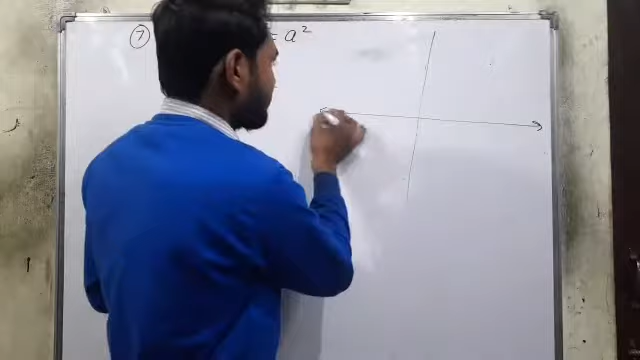 ⑦ = a²